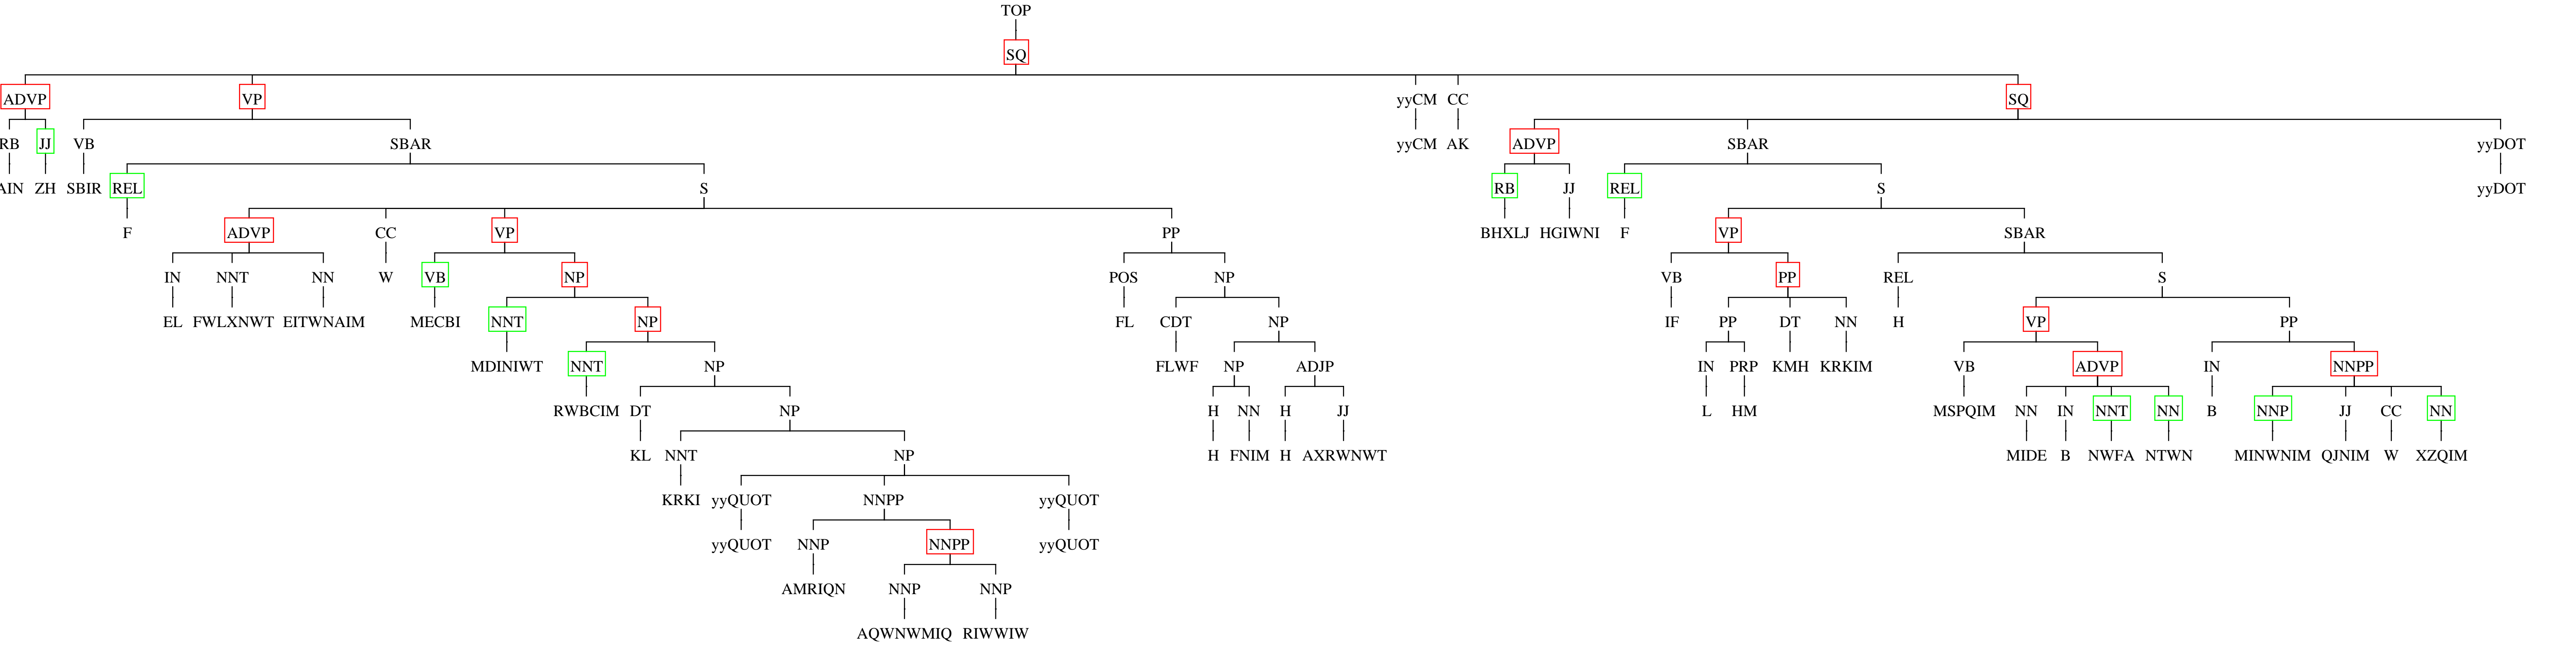 TOP
SQ
ADVP VP yyCM CC SQ
RB JJ VB SBAR yyCM AK ADVP SBAR yyDOT
AIN ZH SBIR REL S RB JJ REL S yyDOT
F ADVP CC VP PP BHXLJ HGIWNI F VP SBAR
IN NNT NN W VB NP POS NP VB PP REL S
EL FWLXNWT EITWNAIM MECBI NNT NP FL CDT NP IF PP DT NN H VP PP
MDINIWT NNT NP FLWF NP ADJP IN PRP KMH KRKIM VB ADVP IN NNPP
RWBCIM DT NP H NN H JJ L HM MSPQIM NN IN NNT NN B NNP JJ CC NN
KL NNT NP H FNIM H AXRWNWT MIDE B NWFA NTWN MINWNIM QJNIM W XZQIM
KRKI yyQUOT NNPP yyQUOT
yyQUOT NNP NNPP yyQUOT
AMRIQN NNP NNP
AQWNWMIQ RIWWIW